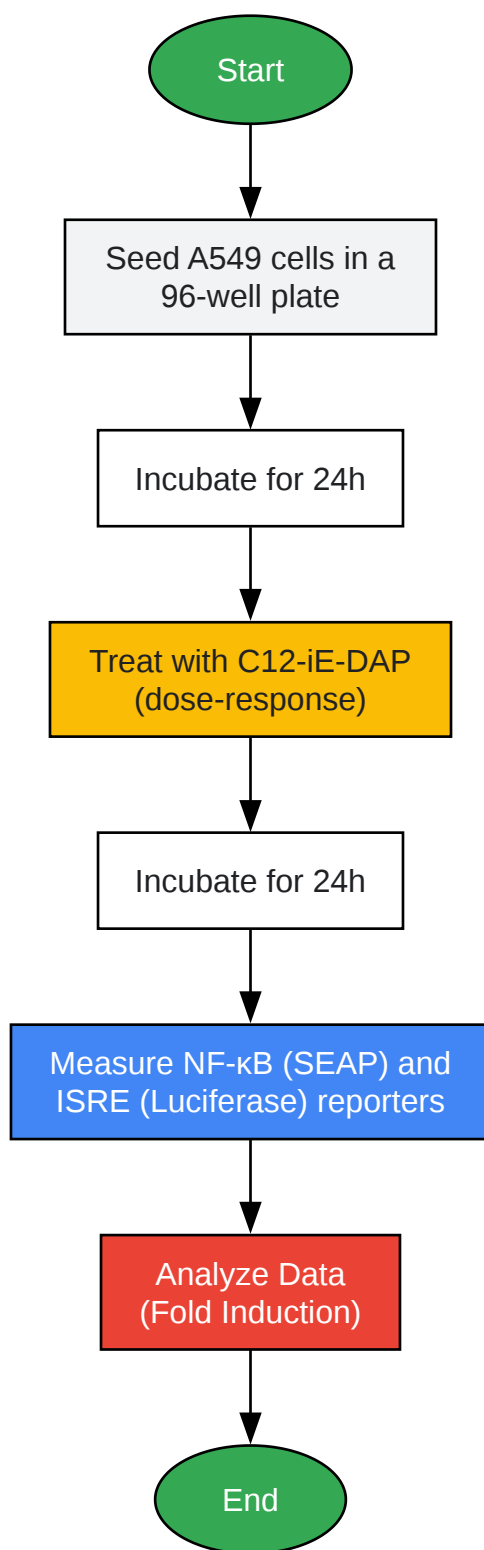 Start
Seed A549 cells in a
96-well plate
Incubate for 24h
Treat with C12-iE-DAP
(dose-response)
Incubate for 24h
Measure NF-κB (SEAP) and
ISRE (Luciferase) reporters
Analyze Data
(Fold Induction)
End